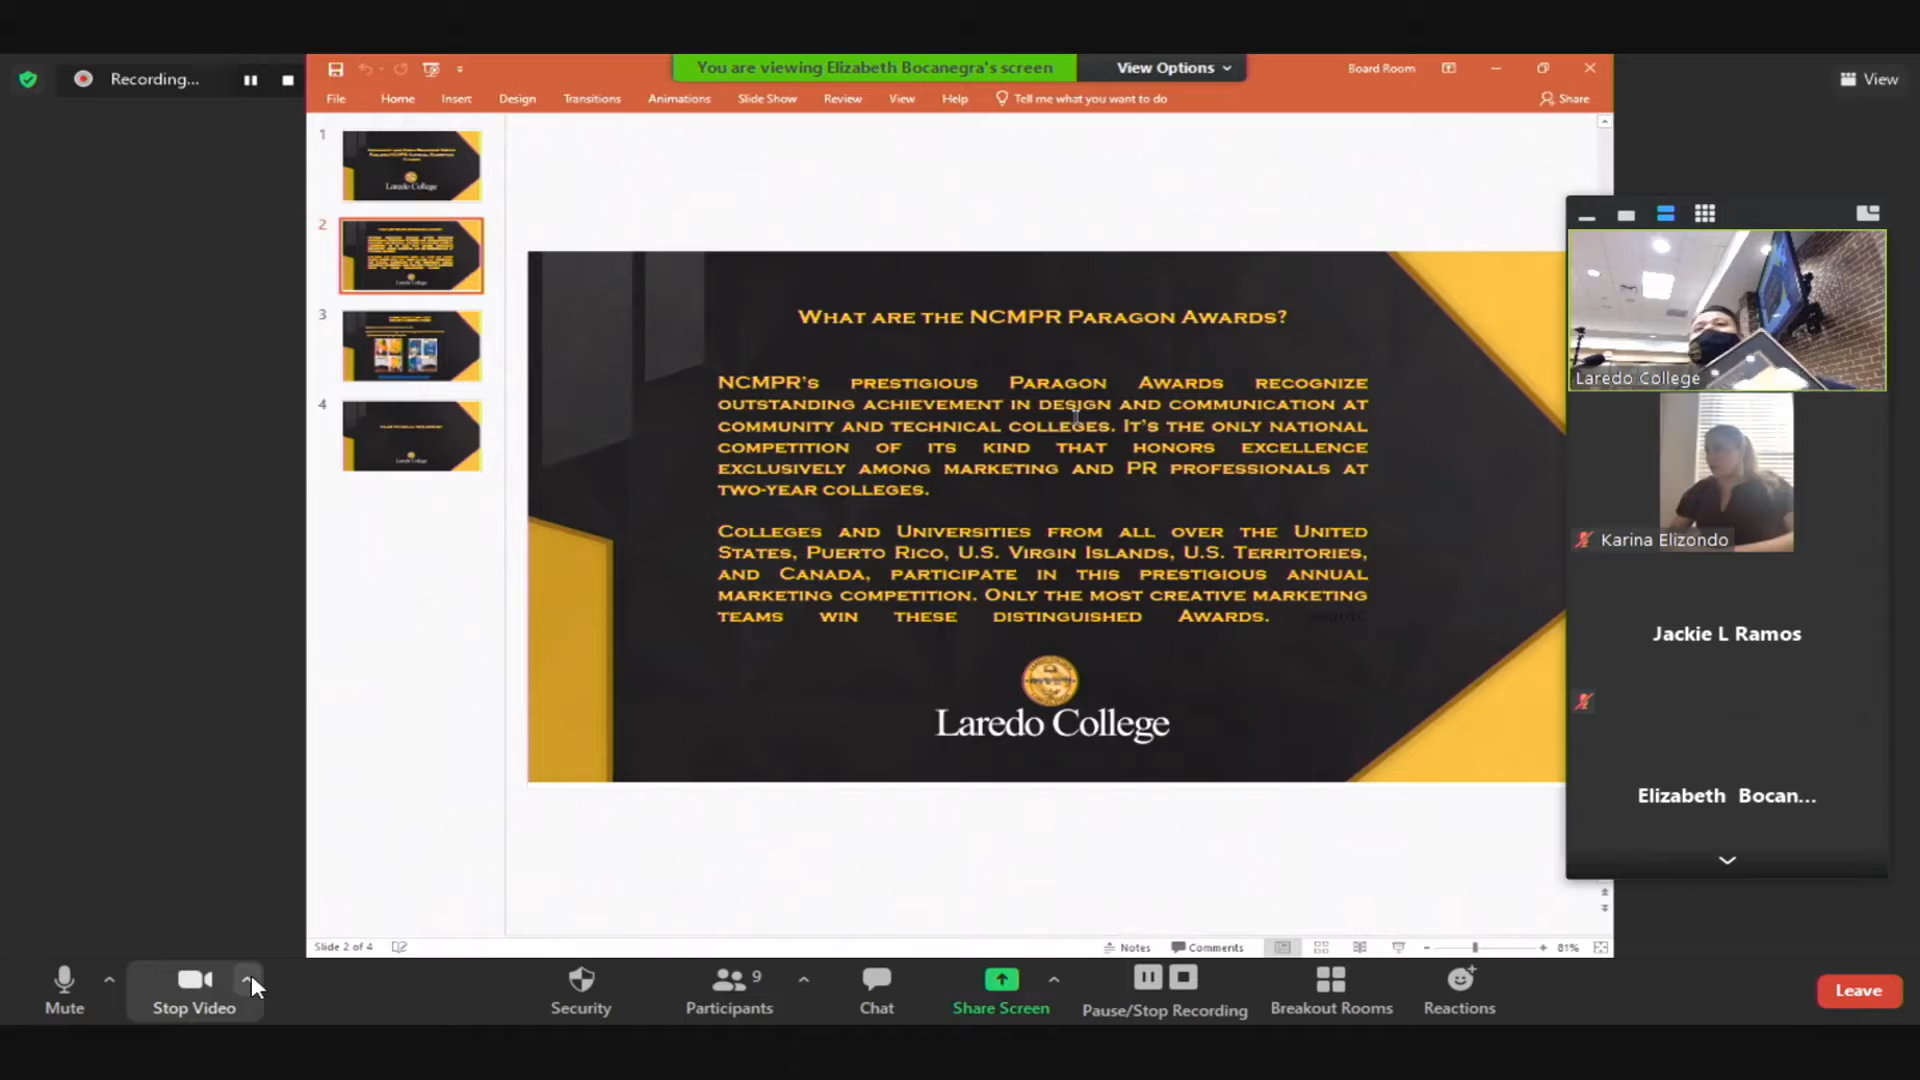 Recording...
You are viewing Elizabeth Bocanegra's screen
View Options
Board Room
View
File Home Insert Design Transitions Animations Slide Show Review View Help Tell me what you want to do Share
1
Laredo College
2
3
4
WHAT ARE THE NCMPR PARAGON AWARDS?
NCMPR'S PRESTIGIOUS PARAGON AWARDS RECOGNIZE
OUTSTANDING ACHIEVEMENT IN DESIGN AND COMMUNICATION AT
COMMUNITY AND TECHNICAL COLLEGES. IT'S THE ONLY NATIONAL
COMPETITION OF ITS KIND THAT HONORS EXCELLENCE
EXCLUSIVELY AMONG MARKETING AND PR PROFESSIONALS AT
TWO-YEAR COLLEGES.
COLLEGES AND UNIVERSITIES FROM ALL OVER THE UNITED
STATES, PUERTO RICO, U.S. VIRGIN ISLANDS, U.S. TERRITORIES,
AND CANADA, PARTICIPATE IN THIS PRESTIGIOUS ANNUAL
MARKETING COMPETITION. ONLY THE MOST CREATIVE MARKETING
TEAMS WIN THESE DISTINGUISHED AWARDS.
Laredo College
Laredo College
Karina Elizondo
Jackie L Ramos
Elizabeth Bocan...
Slide 2 of 4
Notes
Comments
81%
Mute
Stop Video
Security
Participants
9
Chat
Share Screen
Pause/Stop Recording
Breakout Rooms
Reactions
Leave